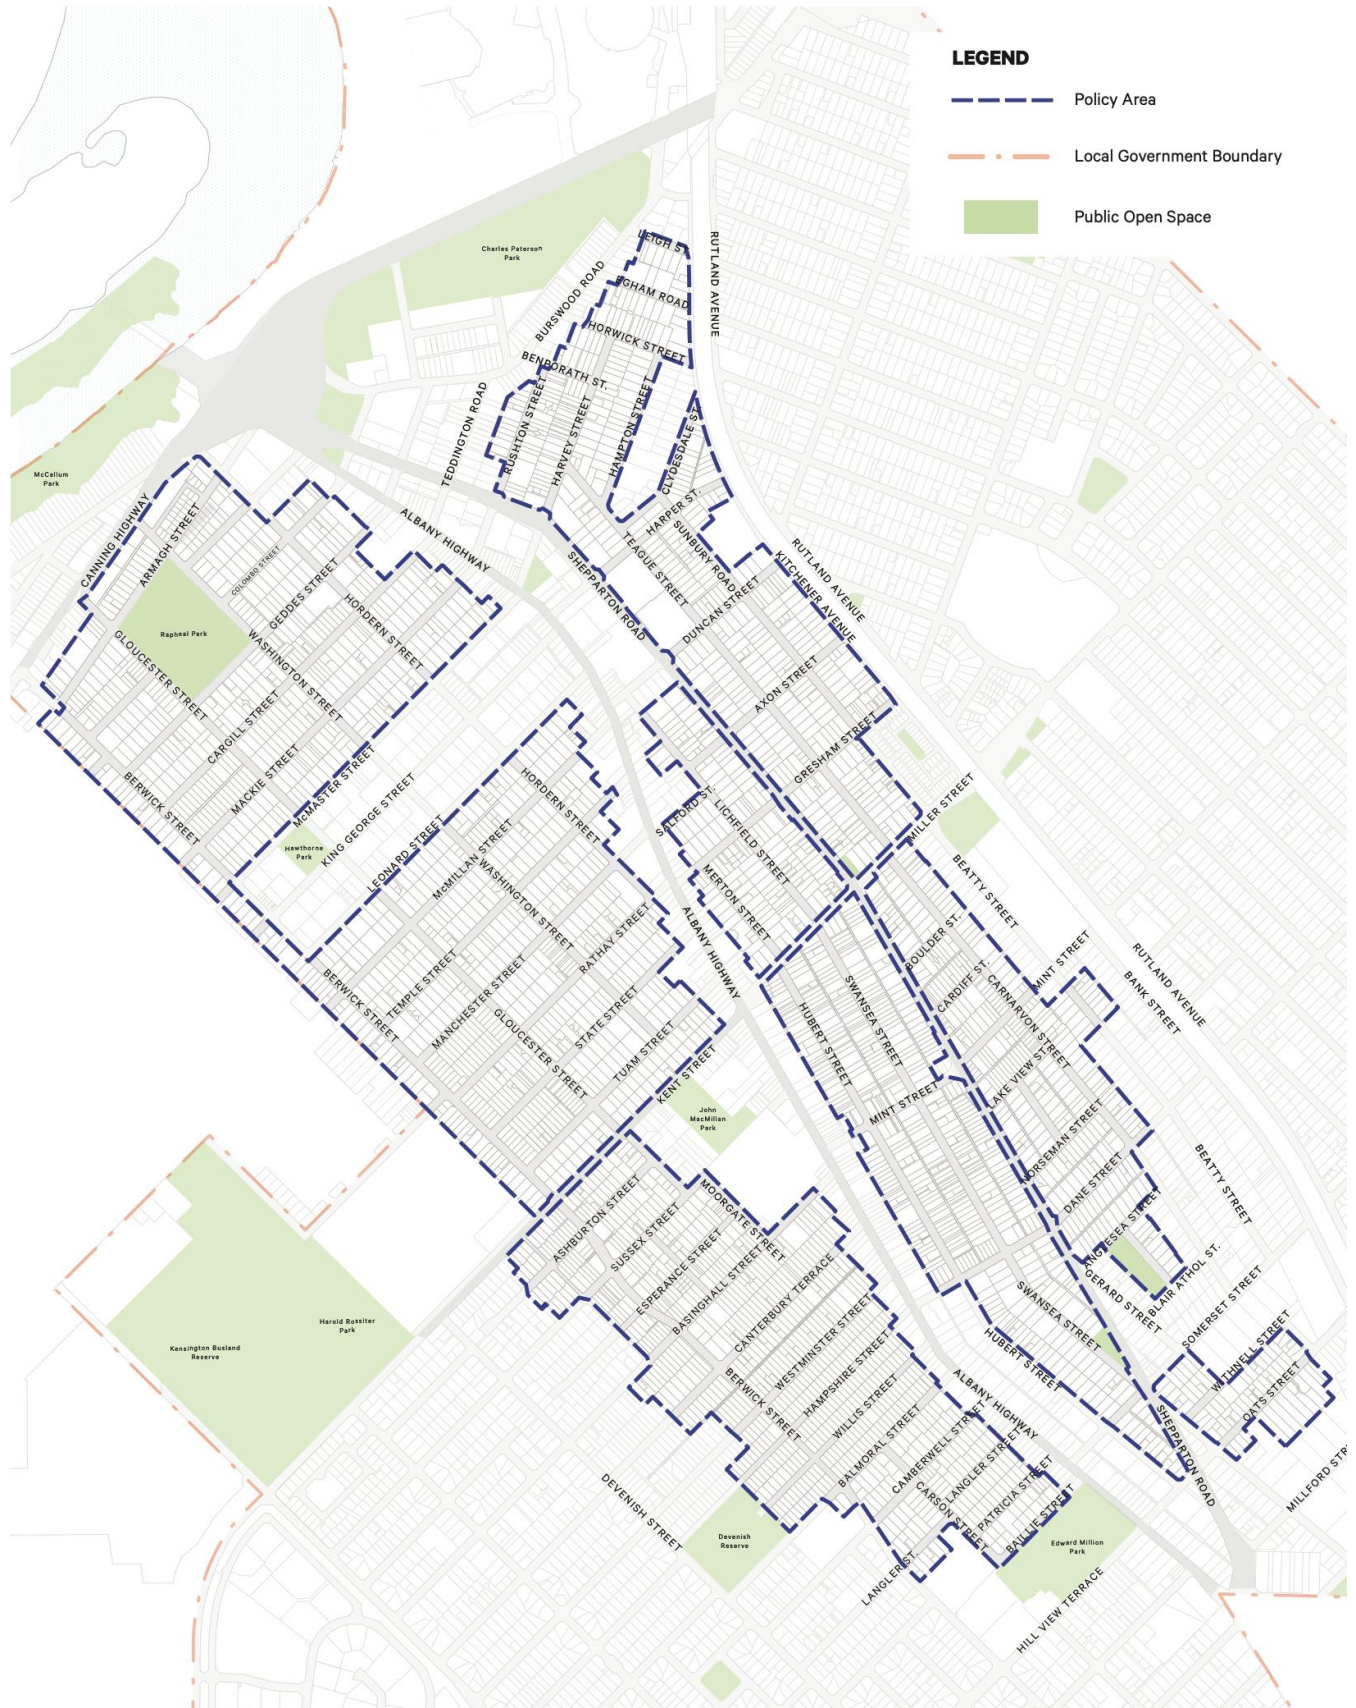 LEGEND
Policy Area
Local Government Boundary
Public Open Space
Charles Paterson
Park
LEIGH ST.
RUTLAND AVENUE
EGHAM ROAD
BURSWOOD ROAD
HORWICK STREET
BENPORATH ST.
RUSHTON STREET
HARVEY STREET
HAMPTON STREET
CLYDESDALE ST.
TEDDINGTON ROAD
McCallum
Park
CANNING HIGHWAY
ARMAGH STREET
ALBANY HIGHWAY
HARPER ST.
SUNBURY ROAD
TEAGUE STREET
SHEPPARTON ROAD
RUTLAND AVENUE
KITCHENER AVENUE
DUNCAN STREET
COLOMBO STREET
GEDDES STREET
HORDERN STREET
Rapheal Park
GLOUCESTER STREET
WASHINGTON STREET
CARGILL STREET
MACKIE STREET
McMASTER STREET
BERWICK STREET
AXON STREET
GRESHAM STREET
MILLER STREET
Hawthorne
Park
KING GEORGE STREET
LEONARD STREET
McMILLAN STREET
HORDERN STREET
WASHINGTON STREET
SALFORD ST.
LICHFIELD STREET
MERTON STREET
BEATTY STREET
ALBANY HIGHWAY
RATHAY STREET
TEMPLE STREET
MANCHESTER STREET
BERWICK STREET
GLOUCESTER STREET
STATE STREET
TUAM STREET
KENT STREET
BOULDER ST.
CARDIFF ST.
CARNARVON STREET
MINT STREET
BANK STREET
RUTLAND AVENUE
SWANSEA STREET
HUBERT STREET
MINT STREET
LAKE VIEW ST.
NORSEMAN STREET
DANE STREET
ANGLESEA STREET
BEATTY STREET
John
MacMillan
Park
MOORGATE STREET
ASHBURTON STREET
SUSSEX STREET
ESPERANCE STREET
BASINGHALL STREET
CANTERBURY TERRACE
WESTMINSTER STREET
HAMPSHIRE STREET
WILLIS STREET
BERWICK STREET
BALMORAL STREET
CAMBERWELL STREET
LANGLER STREET
CARSON STREET
PATRICIA STREET
BAILLIE STREET
GERARD STREET
BLAIR ATHOL ST.
SOMERSET STREET
SWANSEA STREET
HUBERT STREET
ALBANY HIGHWAY
WITHNELL STREET
OATS STREET
SHEPPARTON ROAD
MILLFORD STR
Harold Rossiter
Park
Kensington Busland
Reserve
DEVENISH STREET
Devenish
Reserve
LANGLER ST.
Edward Million
Park
HILL VIEW TERRACE